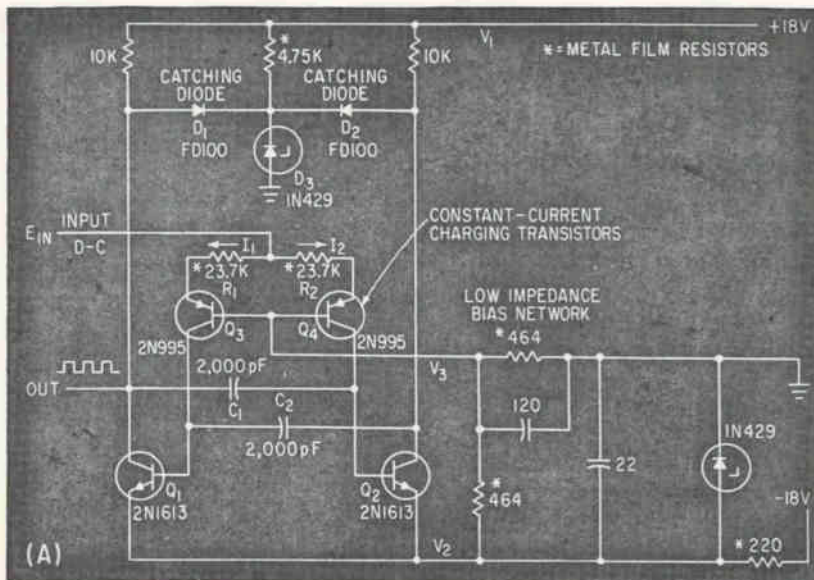 +18V
V1
*=METAL FILM RESISTORS
10K
*
4.75K
10K
CATCHING
DIODE
CATCHING
DIODE
D1
FD100
D2
FD100
D3
1N429
EIN
INPUT
D-C
I1
I2
*23.7K
R1
*23.7K
R2
CONSTANT-CURRENT
CHARGING TRANSISTORS
Q3
Q4
2N995
2N995
LOW IMPEDANCE
BIAS NETWORK
*464
V3
OUT
2,000pF
C1
C2
2,000pF
120
22
1N429
-18V
*
464
Q1
2N1613
Q2
2N1613
V2
*220
(A)